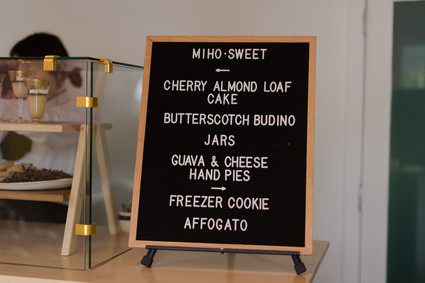 MIHO·SWEET
←
CHERRY ALMOND LOAF
CAKE
BUTTERSCOTCH BUDINO
JARS
GUAVA & CHEESE
HAND PIES
→
FREEZER COOKIE
AFFOGATO